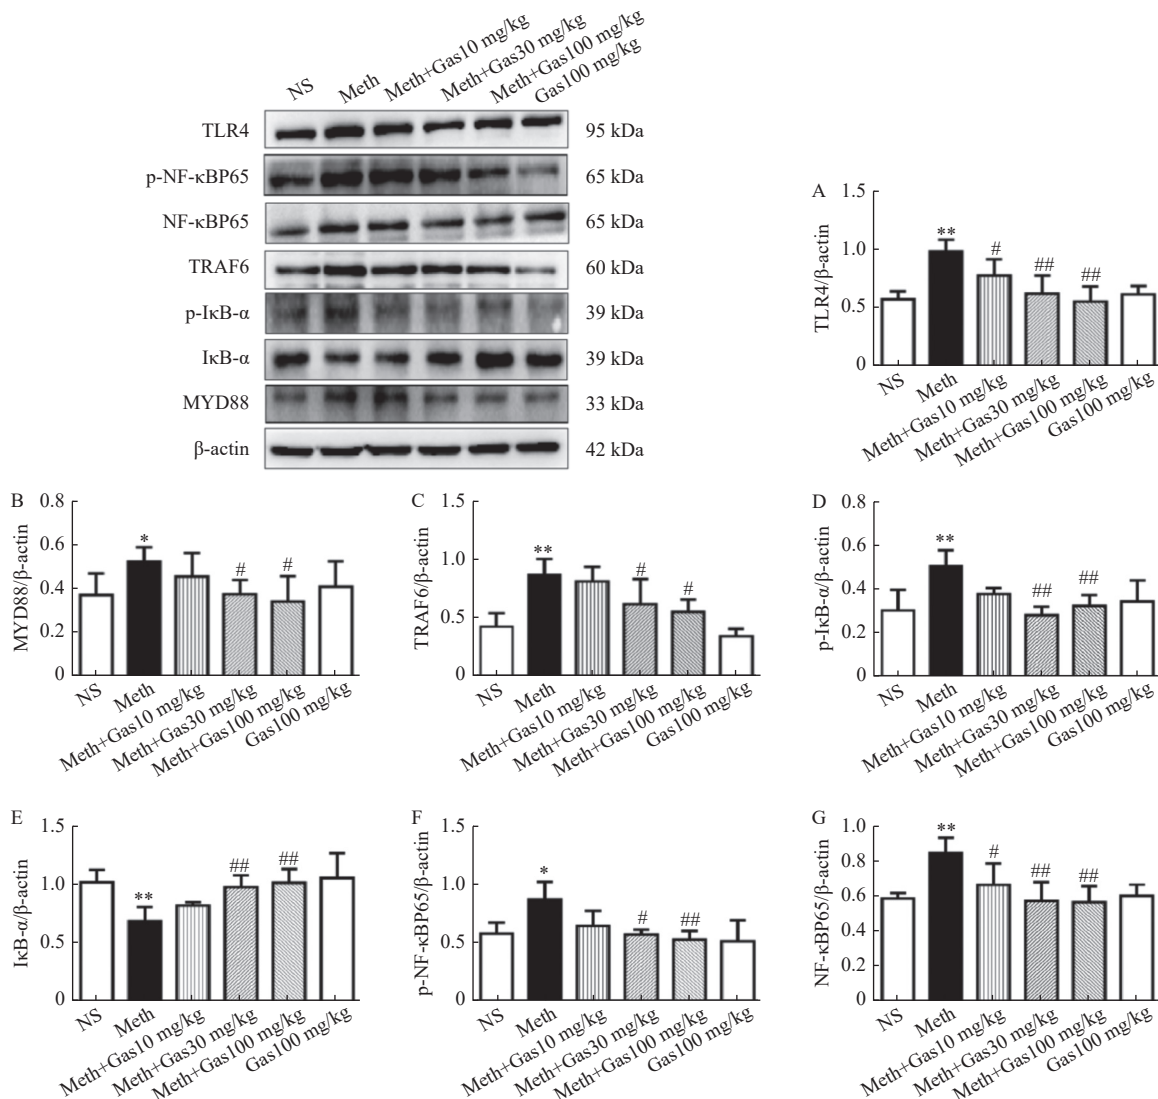 NS
Meth
Meth+Gas10 mg/kg
Meth+Gas30 mg/kg
Meth+Gas100 mg/kg
Gas100 mg/kg
TLR4 95 kDa
p-NF-κBP65 65 kDa
NF-κBP65 65 kDa
TRAF6 60 kDa
p-IκB-α 39 kDa
IκB-α 39 kDa
MYD88 33 kDa
β-actin 42 kDa
A
TLR4/β-actin
1.5
1.0
0.5
0
**
#
##
##
NS
Meth
Meth+Gas10 mg/kg
Meth+Gas30 mg/kg
Meth+Gas100 mg/kg
Gas100 mg/kg
B
MYD88/β-actin
0.8
0.6
0.4
0.2
0
*
#
#
NS
Meth
Meth+Gas10 mg/kg
Meth+Gas30 mg/kg
Meth+Gas100 mg/kg
Gas100 mg/kg
C
TRAF6/β-actin
1.5
1.0
0.5
0
**
#
#
NS
Meth
Meth+Gas10 mg/kg
Meth+Gas30 mg/kg
Meth+Gas100 mg/kg
Gas100 mg/kg
D
p-IκB-α/β-actin
0.8
0.6
0.4
0.2
0
**
##
##
NS
Meth
Meth+Gas10 mg/kg
Meth+Gas30 mg/kg
Meth+Gas100 mg/kg
Gas100 mg/kg
E
IκB-α/β-actin
1.5
1.0
0.5
0
**
##
##
NS
Meth
Meth+Gas10 mg/kg
Meth+Gas30 mg/kg
Meth+Gas100 mg/kg
Gas100 mg/kg
F
p-NF-κBP65/β-actin
1.5
1.0
0.5
0
*
#
##
NS
Meth
Meth+Gas10 mg/kg
Meth+Gas30 mg/kg
Meth+Gas100 mg/kg
Gas100 mg/kg
G
NF-κBP65/β-actin
1.0
0.8
0.6
0.4
0.2
0
**
#
##
##
NS
Meth
Meth+Gas10 mg/kg
Meth+Gas30 mg/kg
Meth+Gas100 mg/kg
Gas100 mg/kg